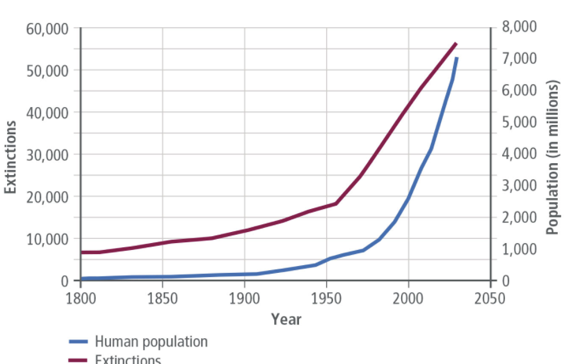 60,000
50,000
40,000
30,000
20,000
10,000
0
Extinctions
8,000
7,000
6,000
5,000
4,000
3,000
2,000
1,000
0
Population (in millions)
1800 1850 1900 1950 2000 2050
Year
Human population
Extinctions